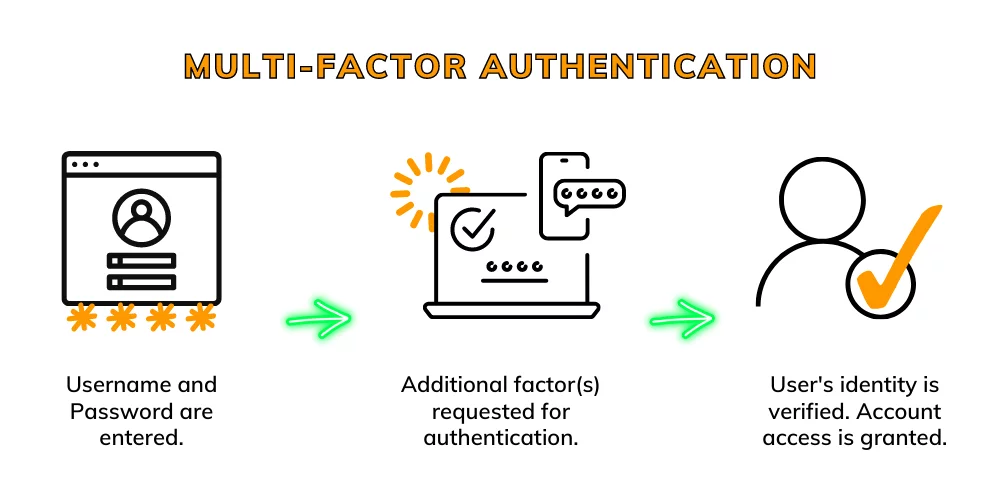 MULTI-FACTOR AUTHENTICATION
Username and
Password are
entered.
Additional factor(s)
requested for
authentication.
User's identity is
verified. Account
access is granted.